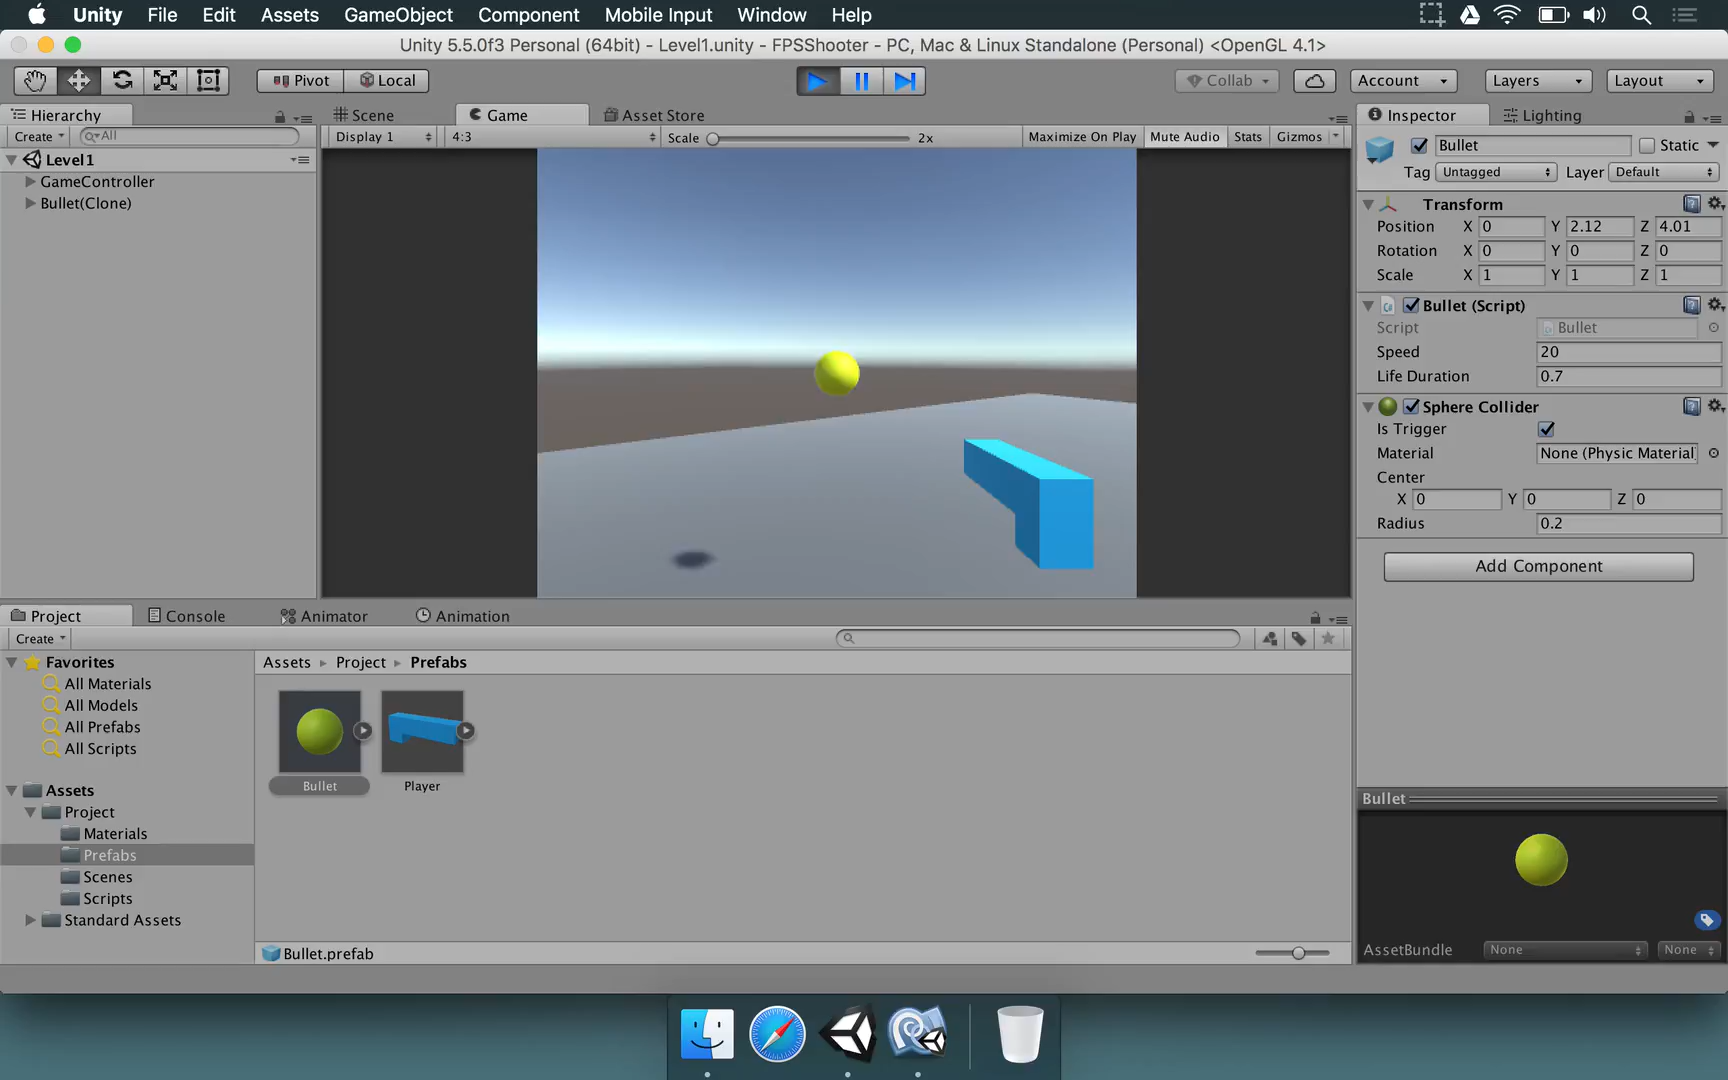 Unity File Edit Assets GameObject Component Mobile Input Window Help
Unity 5.5.0f3 Personal (64bit) - Level1.unity - FPSShooter - PC, Mac & Linux Standalone (Personal) <OpenGL 4.1>
Pivot Local Collab Account Layers Layout
Hierarchy
Create All
Level1
GameController
Bullet(Clone)
Scene Game Asset Store
Display 1 4:3 Scale 2x Maximize On Play Mute Audio Stats Gizmos
Inspector Lighting
Bullet Static
Tag Untagged Layer Default
Transform
Position X 0 Y 2.12 Z 4.01
Rotation X 0 Y 0 Z 0
Scale X 1 Y 1 Z 1
Bullet (Script)
Script Bullet
Speed 20
Life Duration 0.7
Sphere Collider
Is Trigger
Material None (Physic Material)
Center
X 0 Y 0 Z 0
Radius 0.2
Add Component
Project Console Animator Animation
Create
Favorites
All Materials
All Models
All Prefabs
All Scripts
Assets
Project
Materials
Prefabs
Scenes
Scripts
Standard Assets
Assets Project Prefabs
Bullet Player
Bullet.prefab
Bullet
AssetBundle None None